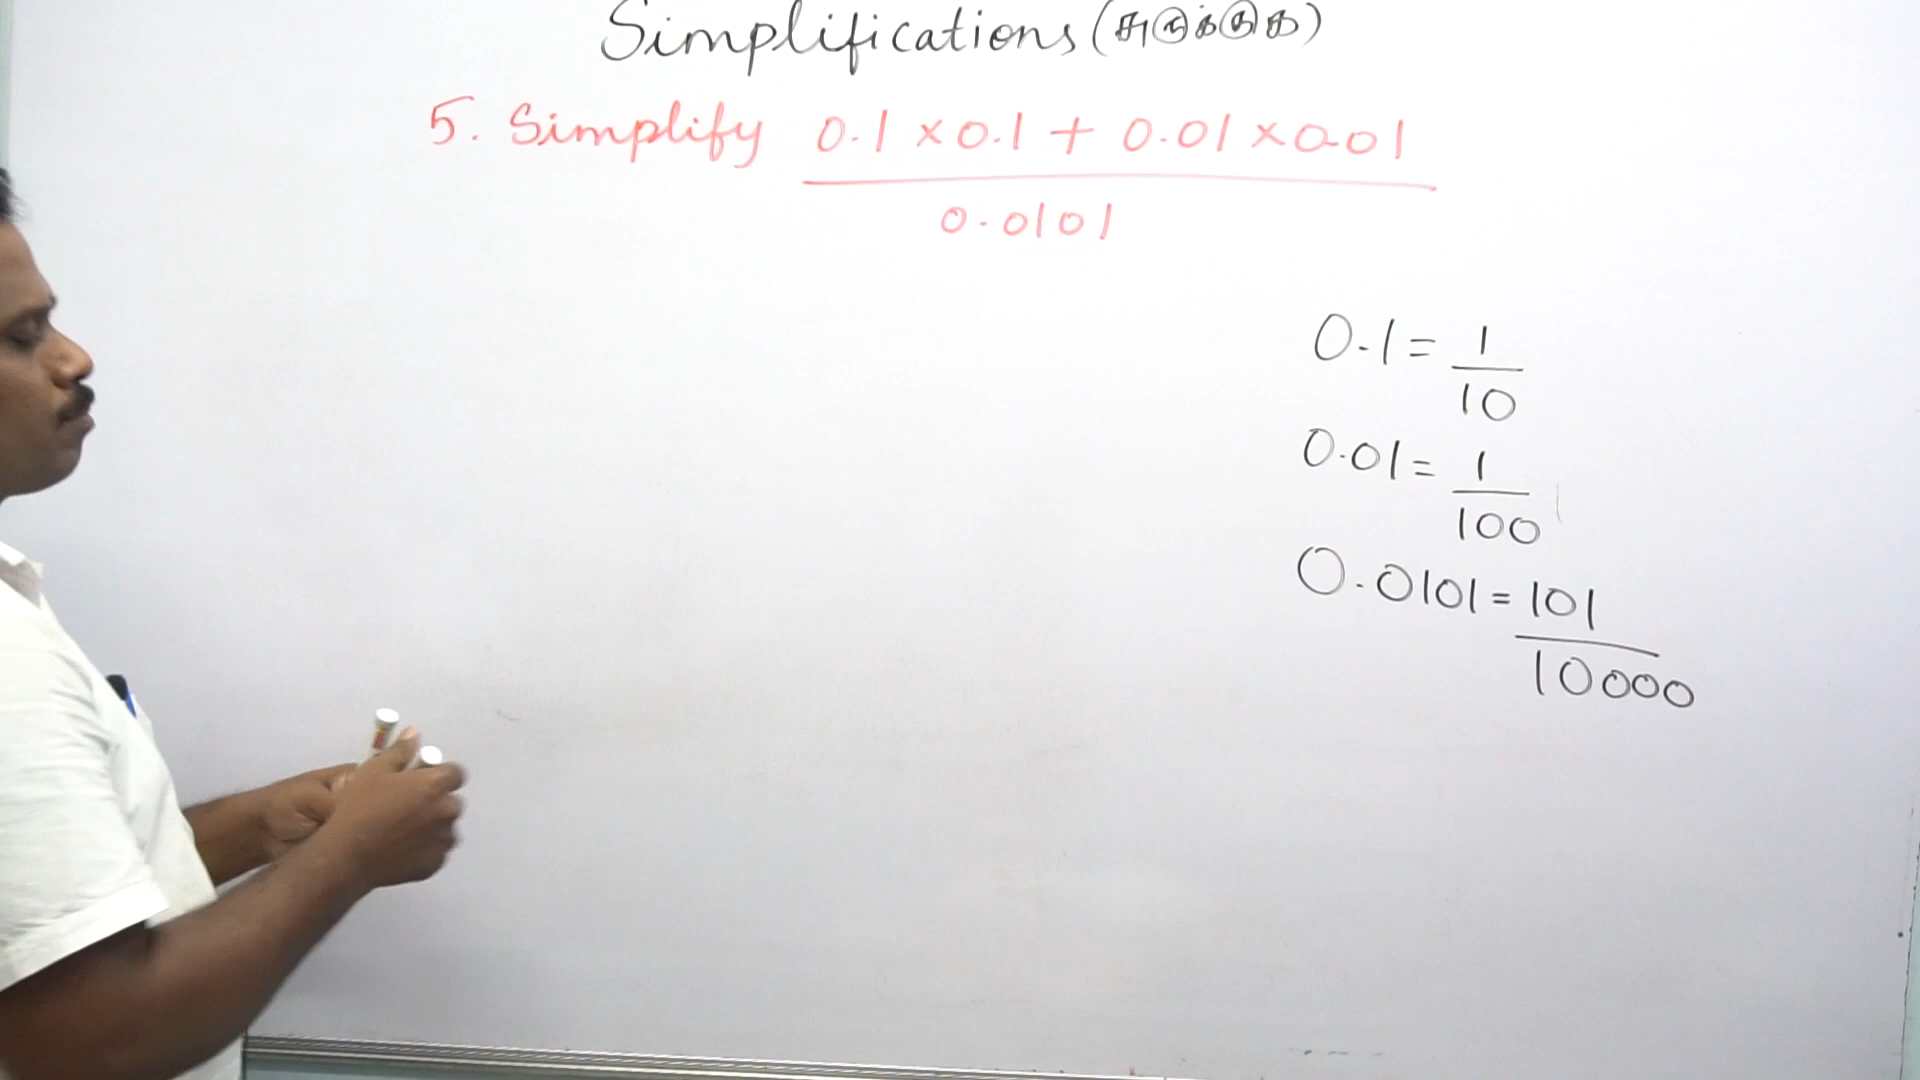 Simplifications (சுருக்குக)
5. Simplify 0.1 × 0.1 + 0.01 × 0.01
0.0101
0.1 = 1
10
0.01 = 1
100
0.0101 = 101
10000